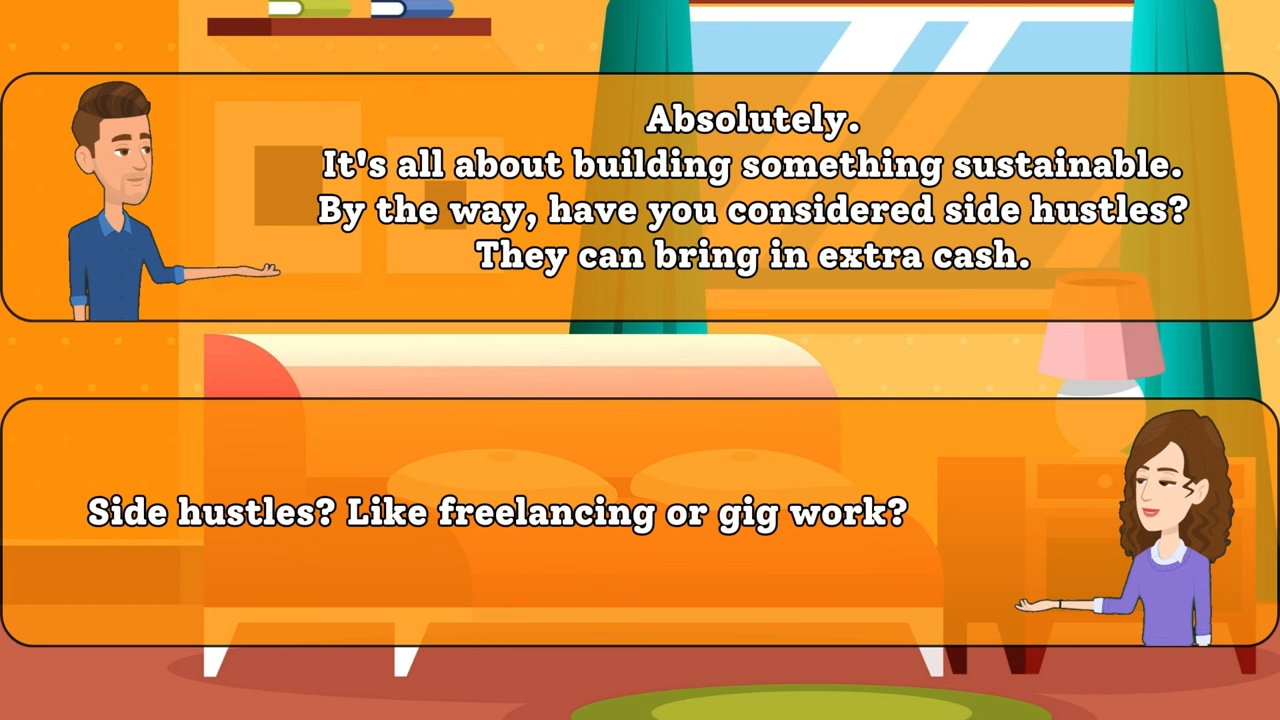 Absolutely.
It's all about building something sustainable.
By the way, have you considered side hustles?
They can bring in extra cash.
Side hustles? Like freelancing or gig work?